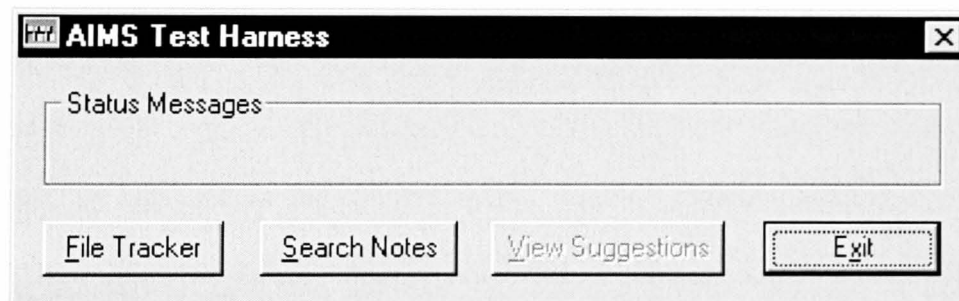 AIMS Test Harness
Status Messages
File Tracker Search Notes View Suggestions Exit